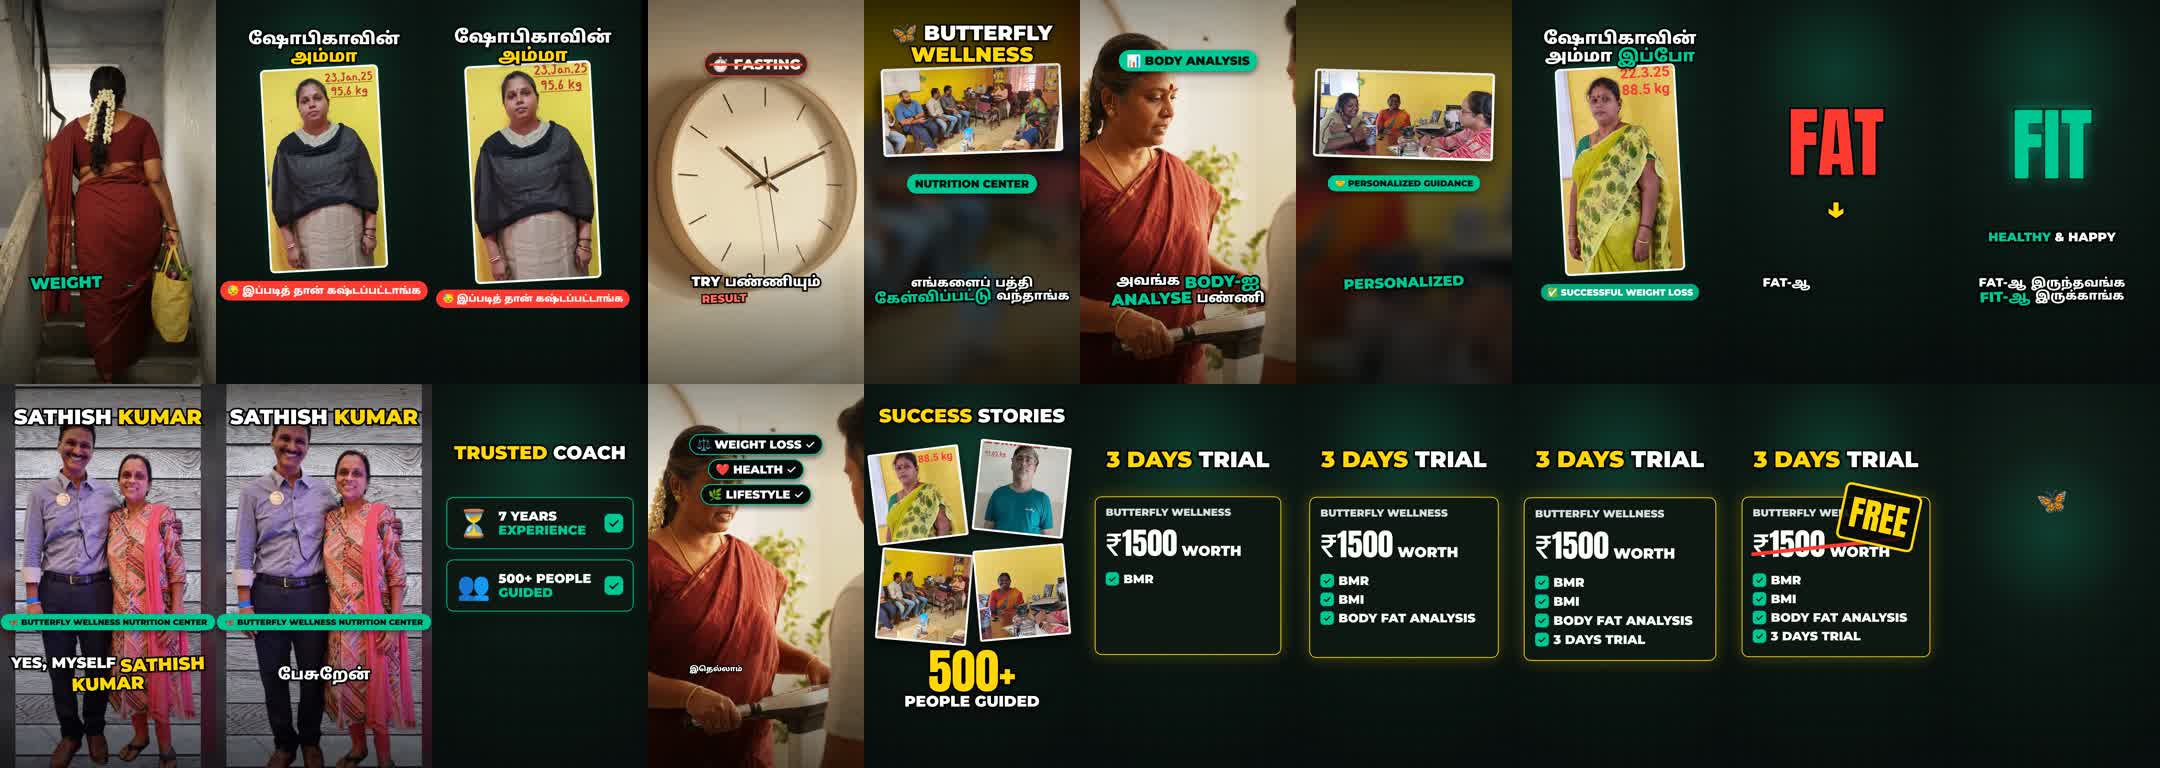 WEIGHT
ஷோபிகாவின்
அம்மா
23,Jan,25
95.6 kg
😔 இப்படித் தான் கஷ்டப்பட்டாங்க
ஷோபிகாவின்
அம்மா
23,Jan,25
95.6 kg
😔 இப்படித் தான் கஷ்டப்பட்டாங்க
FASTING
TRY பண்ணியும்
RESULT
🦋 BUTTERFLY
WELLNESS
NUTRITION CENTER
எங்களைப் பத்தி
கேள்விப்பட்டு வந்தாங்க
📊 BODY ANALYSIS
அவங்க BODY-ஐ
ANALYSE பண்ணி
🤝 PERSONALIZED GUIDANCE
PERSONALIZED
ஷோபிகாவின்
அம்மா இப்போ
22.3.25
88.5 kg
✅ SUCCESSFUL WEIGHT LOSS
FAT
FAT-ஆ
FIT
HEALTHY & HAPPY
FAT-ஆ இருந்தவங்க
FIT-ஆ இருக்காங்க
SATHISH KUMAR
🦋 BUTTERFLY WELLNESS NUTRITION CENTER
YES, MYSELF SATHISH
KUMAR
SATHISH KUMAR
🦋 BUTTERFLY WELLNESS NUTRITION CENTER
பேசுறேன்
TRUSTED COACH
7 YEARS
EXPERIENCE
500+ PEOPLE
GUIDED
⚖️ WEIGHT LOSS ✓
❤️ HEALTH ✓
🌿 LIFESTYLE ✓
இதெல்லாம்
SUCCESS STORIES
88.5 kg
500+
PEOPLE GUIDED
3 DAYS TRIAL
BUTTERFLY WELLNESS
₹1500 WORTH
BMR
3 DAYS TRIAL
BUTTERFLY WELLNESS
₹1500 WORTH
BMR
BMI
BODY FAT ANALYSIS
3 DAYS TRIAL
BUTTERFLY WELLNESS
₹1500 WORTH
BMR
BMI
BODY FAT ANALYSIS
3 DAYS TRIAL
3 DAYS TRIAL
BUTTERFLY WEL
FREE
₹1500 WORTH
BMR
BMI
BODY FAT ANALYSIS
3 DAYS TRIAL